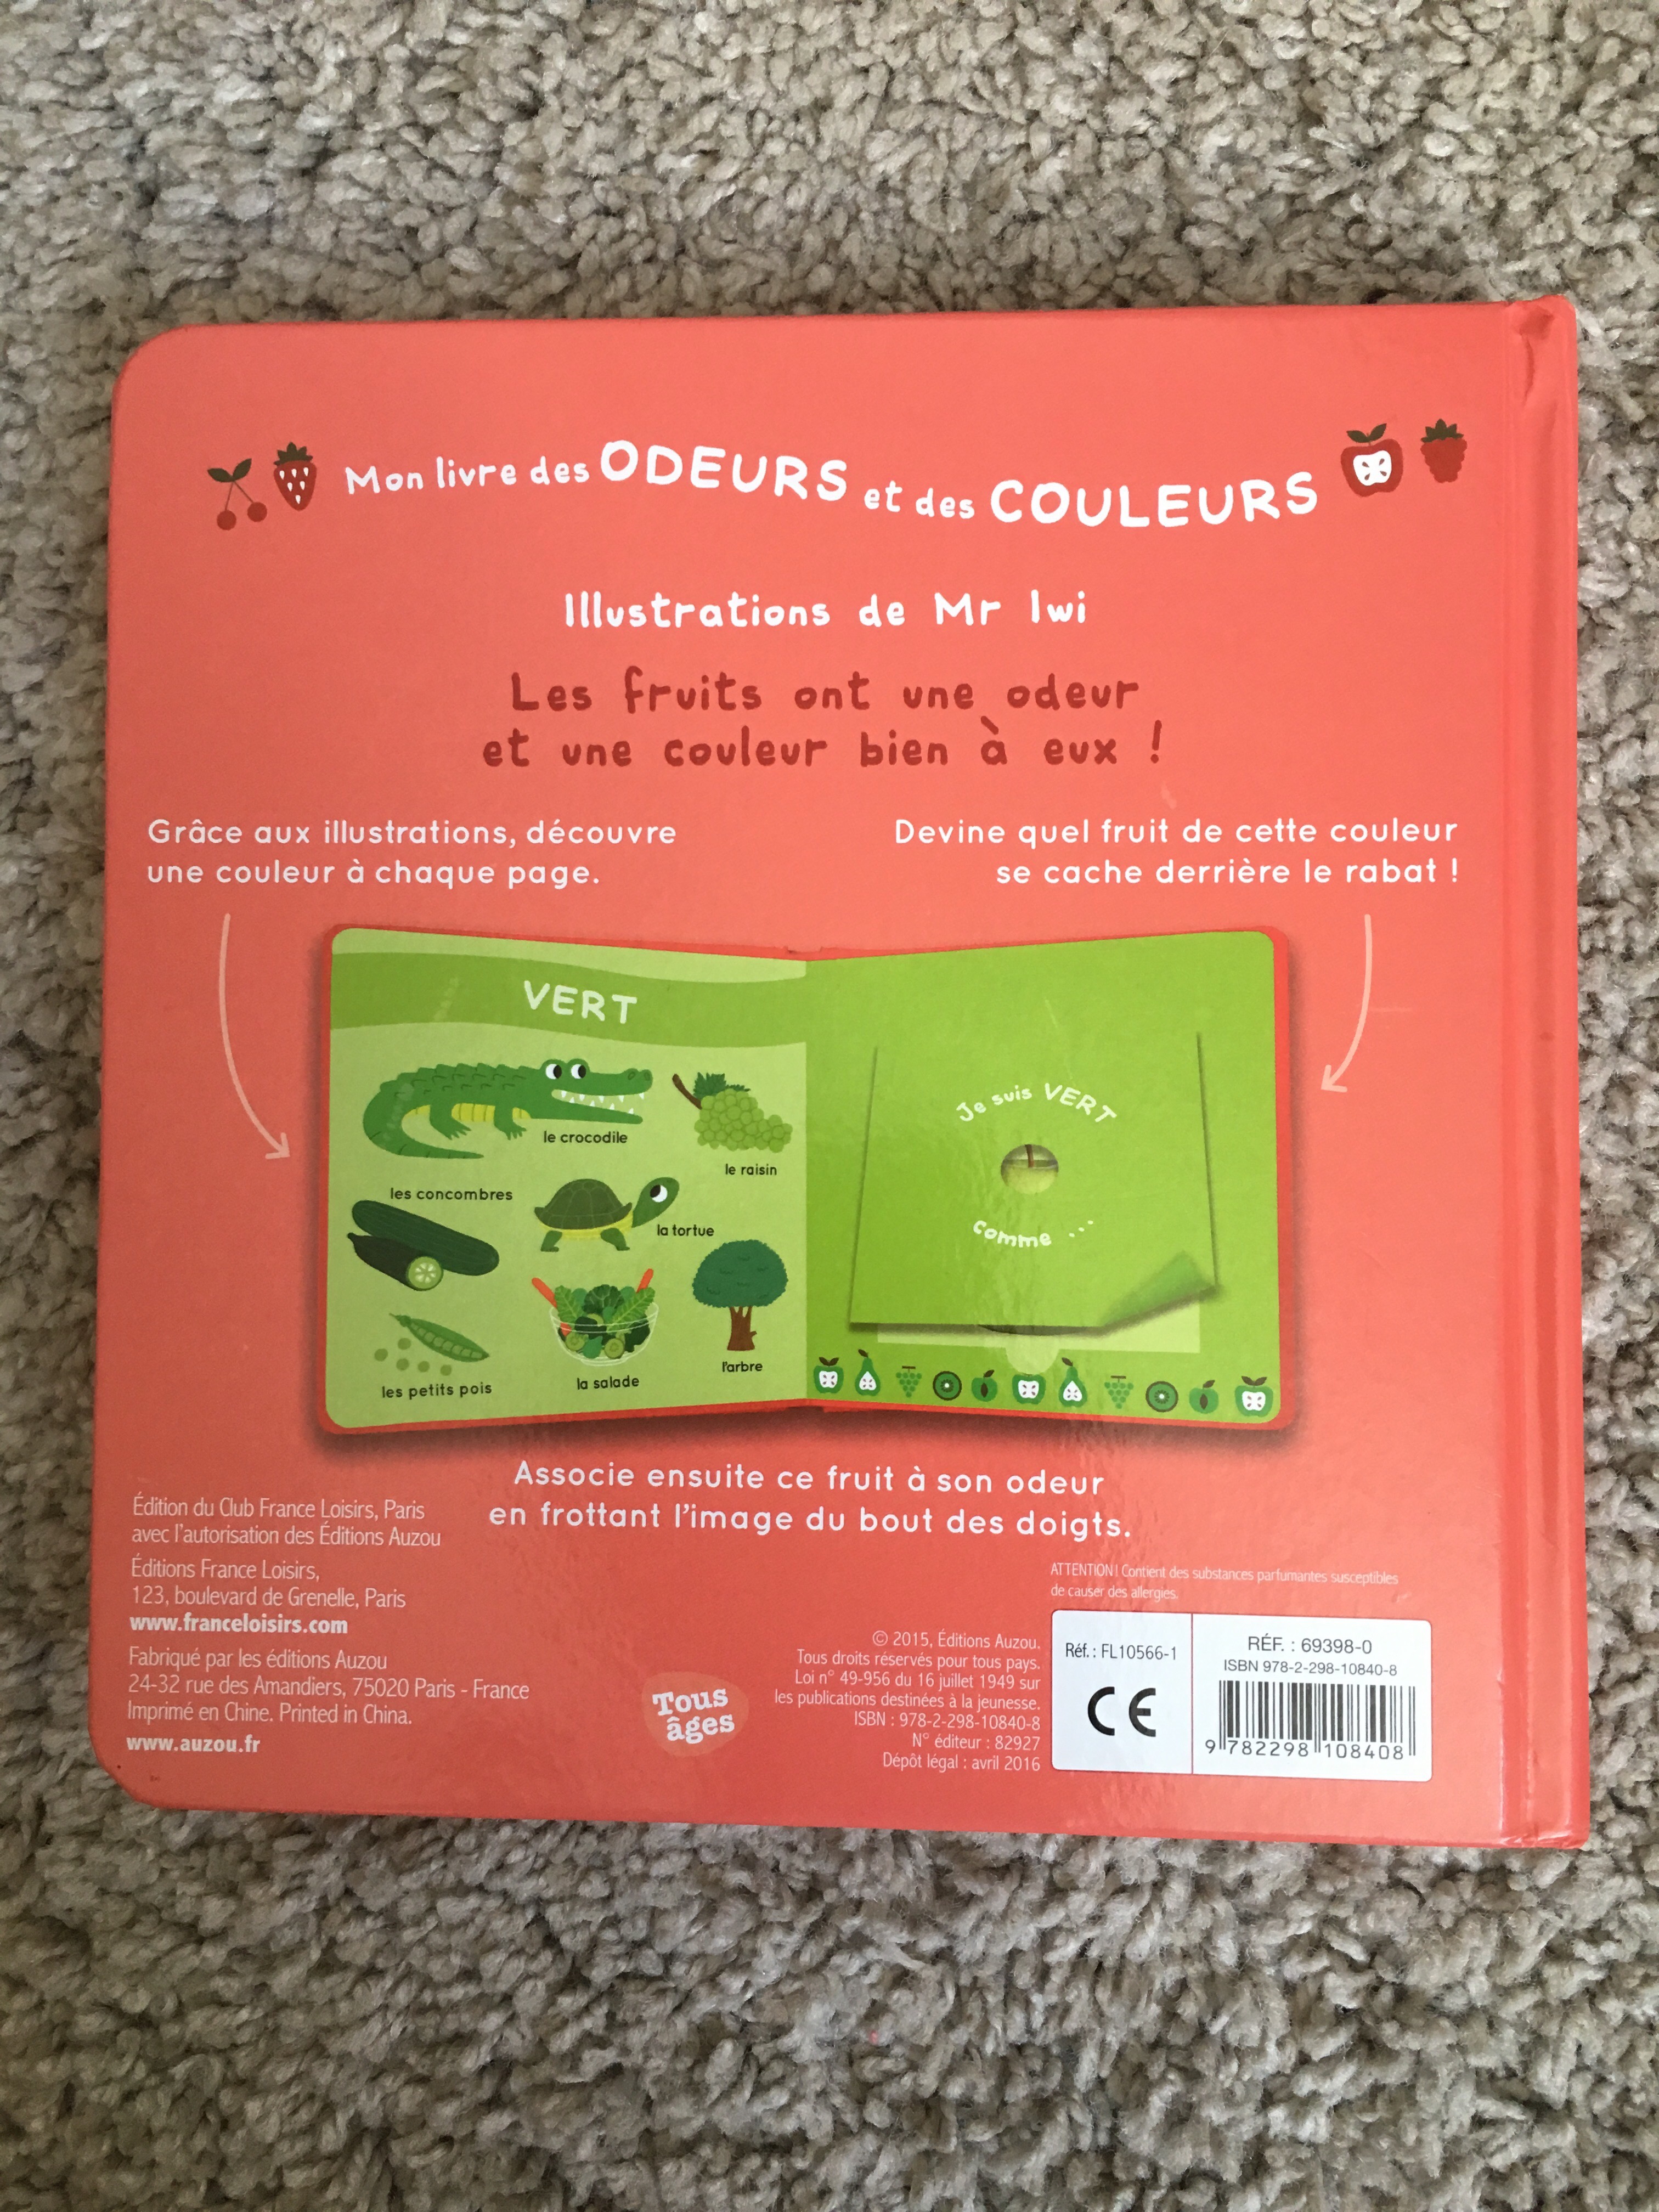 Mon livre des ODEURS et des COULEURS
Illustrations de Mr Iwi
Les fruits ont une odeur
et une couleur bien à eux !
Grâce aux illustrations, découvre
une couleur à chaque page.
Devine quel fruit de cette couleur
se cache derrière le rabat !
VERT
le crocodile
le raisin
les concombres
la tortue
les petits pois
la salade
l'arbre
Je suis VERT
comme ...
Associe ensuite ce fruit à son odeur
en frottant l'image du bout des doigts.
Édition du Club France Loisirs, Paris
avec l'autorisation des Éditions Auzou
Éditions France Loisirs,
123, boulevard de Grenelle, Paris
www.franceloisirs.com
Fabriqué par les éditions Auzou
24-32 rue des Amandiers, 75020 Paris - France
Imprimé en Chine. Printed in China.
www.auzou.fr
Tous
âges
© 2015, Éditions Auzou.
Tous droits réservés pour tous pays.
Loi n° 49-956 du 16 juillet 1949 sur
les publications destinées à la jeunesse.
ISBN : 978-2-298-10840-8
N° éditeur : 82927
Dépôt légal : avril 2016
ATTENTION ! Contient des substances parfumantes susceptibles
de causer des allergies.
Réf. : FL10566-1
CE
RÉF. : 69398-0
ISBN 978-2-298-10840-8
9 782298 108408